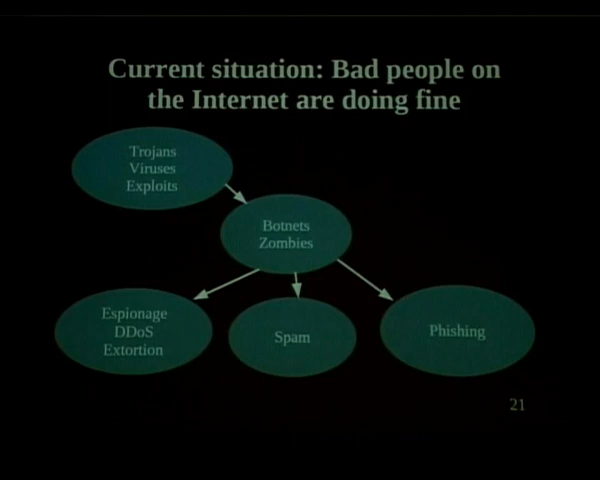 Current situation: Bad people on
the Internet are doing fine
Trojans
Viruses
Exploits
Botnets
Zombies
Espionage
DDoS
Extortion
Spam
Phishing
21